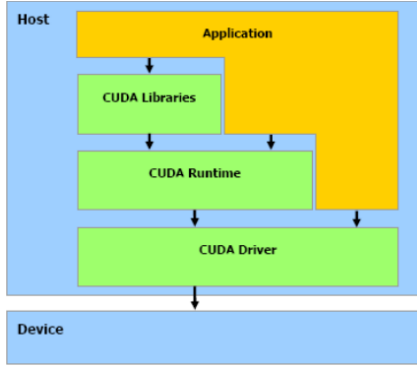 Host
Application
CUDA Libraries
CUDA Runtime
CUDA Driver
Device